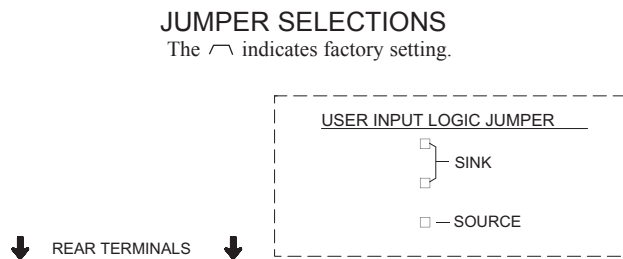 JUMPER SELECTIONS
The indicates factory setting.
USER INPUT LOGIC JUMPER
SINK
SOURCE
REAR TERMINALS